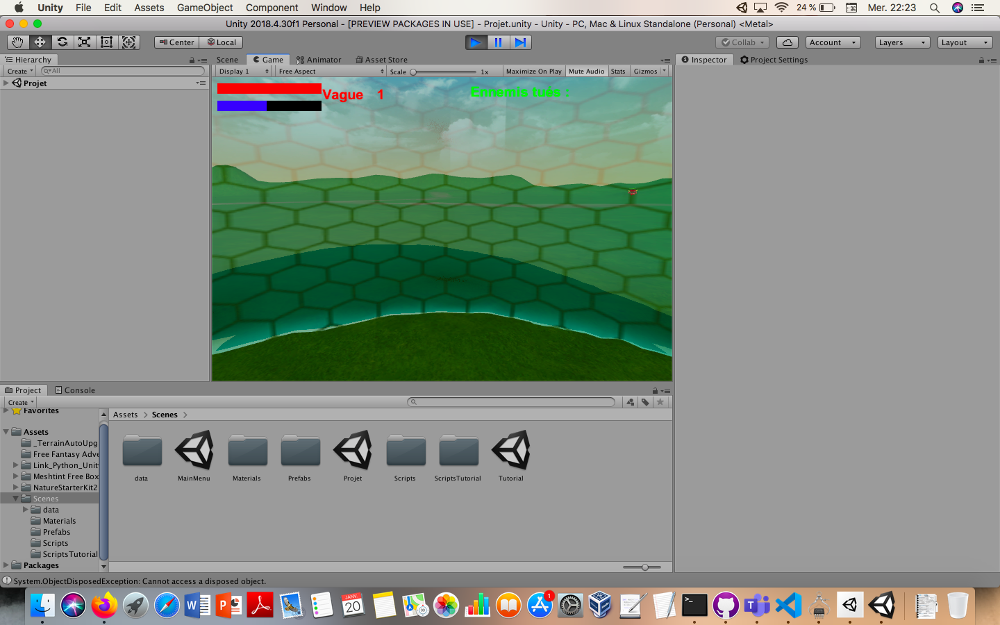 Unity File Edit Assets GameObject Component Window Help 24 % Mer. 22:23
Unity 2018.4.30f1 Personal - [PREVIEW PACKAGES IN USE] - Projet.unity - Unity - PC, Mac & Linux Standalone (Personal) <Metal>
Center Local Collab Account Layers Layout
Hierarchy Scene Game Animator Asset Store Inspector Project Settings
Create All Display 1 Free Aspect Scale 1x Maximize On Play Mute Audio Stats Gizmos
Projet
Vague 1 Ennemis tués :
Project Console
Create
Favorites
Assets > Scenes >
Assets
_TerrainAutoUpg
Free Fantasy Adve
Link_Python_Unit
Meshtint Free Box
NatureStarterKit2
Scenes
data
Materials
Prefabs
Scripts
ScriptsTutorial
Packages
data MainMenu Materials Prefabs Projet Scripts ScriptsTutorial Tutorial
System.ObjectDisposedException: Cannot access a disposed object.
JANV.
20
1